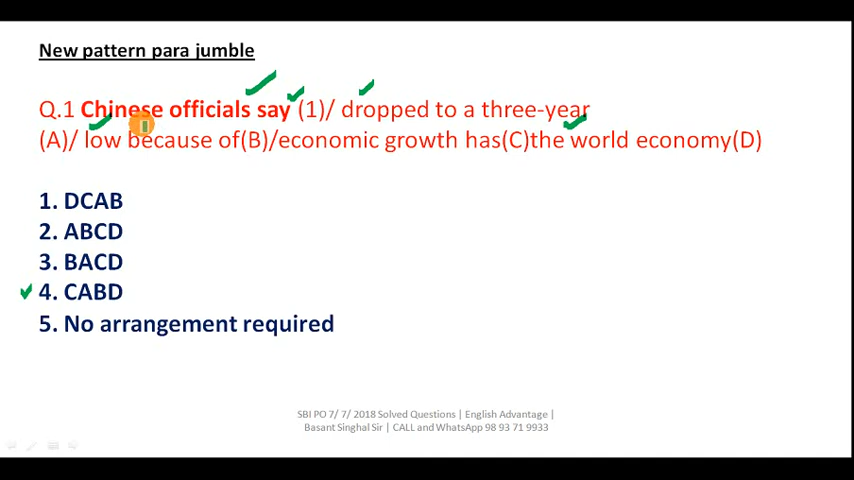 New pattern para jumble
Q.1 Chinese officials say (1)/ dropped to a three-year
(A)/ low because of(B)/economic growth has(C)the world economy(D)
1. DCAB
2. ABCD
3. BACD
4. CABD
5. No arrangement required
SBI PO 7/ 7/ 2018 Solved Questions | English Advantage |
Basant Singhal Sir | CALL and WhatsApp 98 93 71 9933